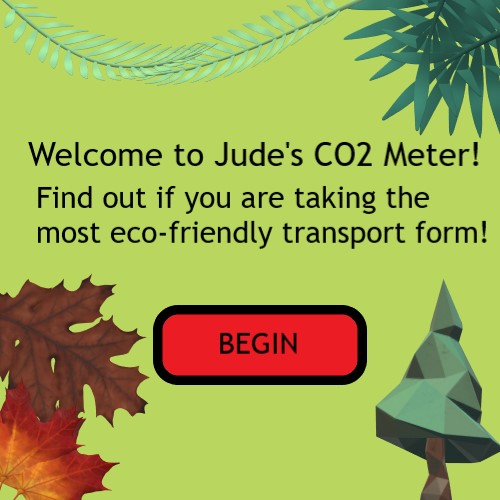 Welcome to Jude's CO2 Meter!
Find out if you are taking the
most eco-friendly transport form!
BEGIN